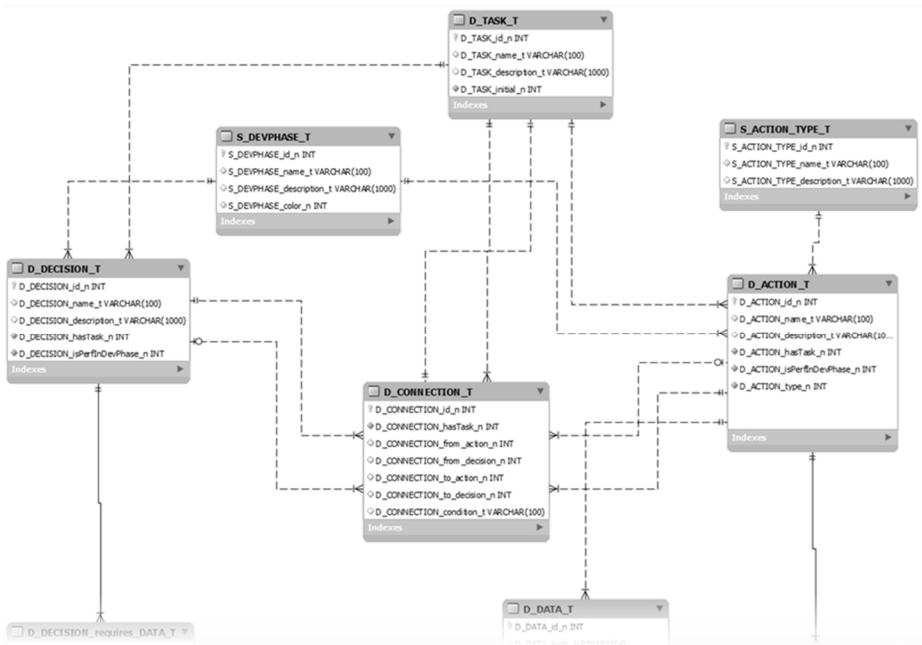 D_TASK_T
D_TASK_id_n INT
D_TASK_name_t VARCHAR(100)
D_TASK_description_t VARCHAR(1000)
D_TASK_initial_n INT
Indexes
S_DEVPHASE_T
S_DEVPHASE_id_n INT
S_DEVPHASE_name_t VARCHAR(100)
S_DEVPHASE_description_t VARCHAR(1000)
S_DEVPHASE_color_n INT
Indexes
S_ACTION_TYPE_T
S_ACTION_TYPE_id_n INT
S_ACTION_TYPE_name_t VARCHAR(100)
S_ACTION_TYPE_description_t VARCHAR(1000)
Indexes
D_DECISION_T
D_DECISION_id_n INT
D_DECISION_name_t VARCHAR(100)
D_DECISION_description_t VARCHAR(1000)
D_DECISION_hasTask_n INT
D_DECISION_isPerfInDevPhase_n INT
Indexes
D_ACTION_T
D_ACTION_id_n INT
D_ACTION_name_t VARCHAR(100)
D_ACTION_description_t VARCHAR(10...
D_ACTION_hasTask_n INT
D_ACTION_isPerfInDevPhase_n INT
D_ACTION_type_n INT
Indexes
D_CONNECTION_T
D_CONNECTION_id_n INT
D_CONNECTION_hasTask_n INT
D_CONNECTION_from_action_n INT
D_CONNECTION_from_decision_n INT
D_CONNECTION_to_action_n INT
D_CONNECTION_to_decision_n INT
D_CONNECTION_condition_t VARCHAR(100)
Indexes
D_DATA_T
D_DATA_id_n INT
D_DECISION_requires_DATA_T